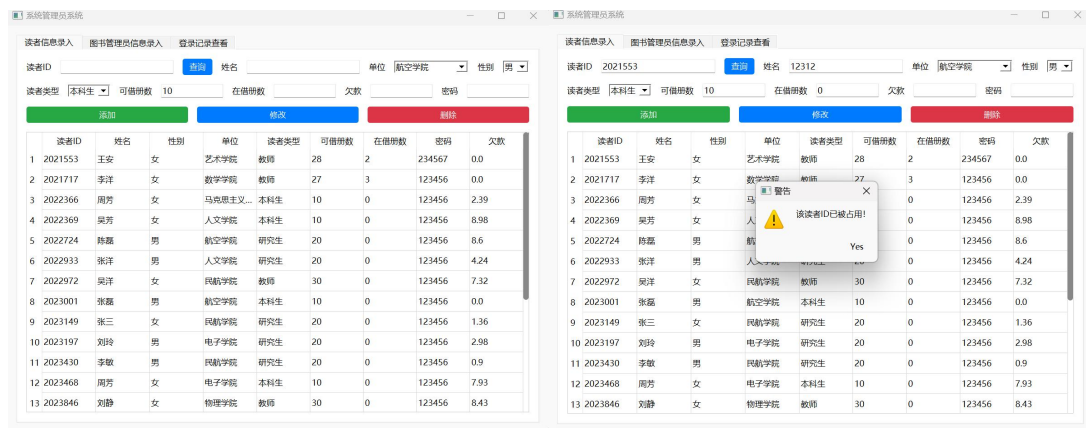 系统管理员系统
读者信息录入 图书管理员信息录入 登录记录查看
读者ID 查询 姓名 单位 航空学院 性别 男
读者类型 本科生 可借册数 10 在借册数 欠款 密码
添加 修改 删除
读者ID 姓名 性别 单位 读者类型 可借册数 在借册数 密码 欠款
1 2021553 王安 女 艺术学院 教师 28 2 234567 0.0
2 2021717 李洋 女 数学学院 教师 27 3 123456 0.0
3 2022366 周芳 女 马克思主义... 本科生 10 0 123456 2.39
4 2022369 吴芳 女 人文学院 本科生 10 0 123456 8.98
5 2022724 陈磊 男 航空学院 研究生 20 0 123456 8.6
6 2022933 张洋 男 人文学院 研究生 20 0 123456 4.24
7 2022972 吴洋 女 民航学院 教师 30 0 123456 7.32
8 2023001 张磊 男 航空学院 本科生 10 0 123456 0.0
9 2023149 张三 女 民航学院 研究生 20 0 123456 1.36
10 2023197 刘玲 男 电子学院 研究生 20 0 123456 2.98
11 2023430 李敏 男 民航学院 研究生 20 0 123456 0.9
12 2023468 周芳 女 电子学院 本科生 10 0 123456 7.93
13 2023846 刘静 女 物理学院 教师 30 0 123456 8.43
系统管理员系统
读者信息录入 图书管理员信息录入 登录记录查看
读者ID 2021553 查询 姓名 12312 单位 航空学院 性别 男
读者类型 本科生 可借册数 10 在借册数 0 欠款 密码
添加 修改 删除
读者ID 姓名 性别 单位 读者类型 可借册数 在借册数 密码 欠款
1 2021553 王安 女 艺术学院 教师 28 2 234567 0.0
2 2021717 李洋 女 数学学院 教师 27 3 123456 0.0
3 2022366 周芳 女 马 0 123456 2.39
4 2022369 吴芳 女 人 0 123456 8.98
5 2022724 陈磊 男 航 0 123456 8.6
6 2022933 张洋 男 人文学院 研究生 20 0 123456 4.24
7 2022972 吴洋 女 民航学院 教师 30 0 123456 7.32
8 2023001 张磊 男 航空学院 本科生 10 0 123456 0.0
9 2023149 张三 女 民航学院 研究生 20 0 123456 1.36
10 2023197 刘玲 男 电子学院 研究生 20 0 123456 2.98
11 2023430 李敏 男 民航学院 研究生 20 0 123456 0.9
12 2023468 周芳 女 电子学院 本科生 10 0 123456 7.93
13 2023846 刘静 女 物理学院 教师 30 0 123456 8.43
警告
该读者ID已被占用!
Yes